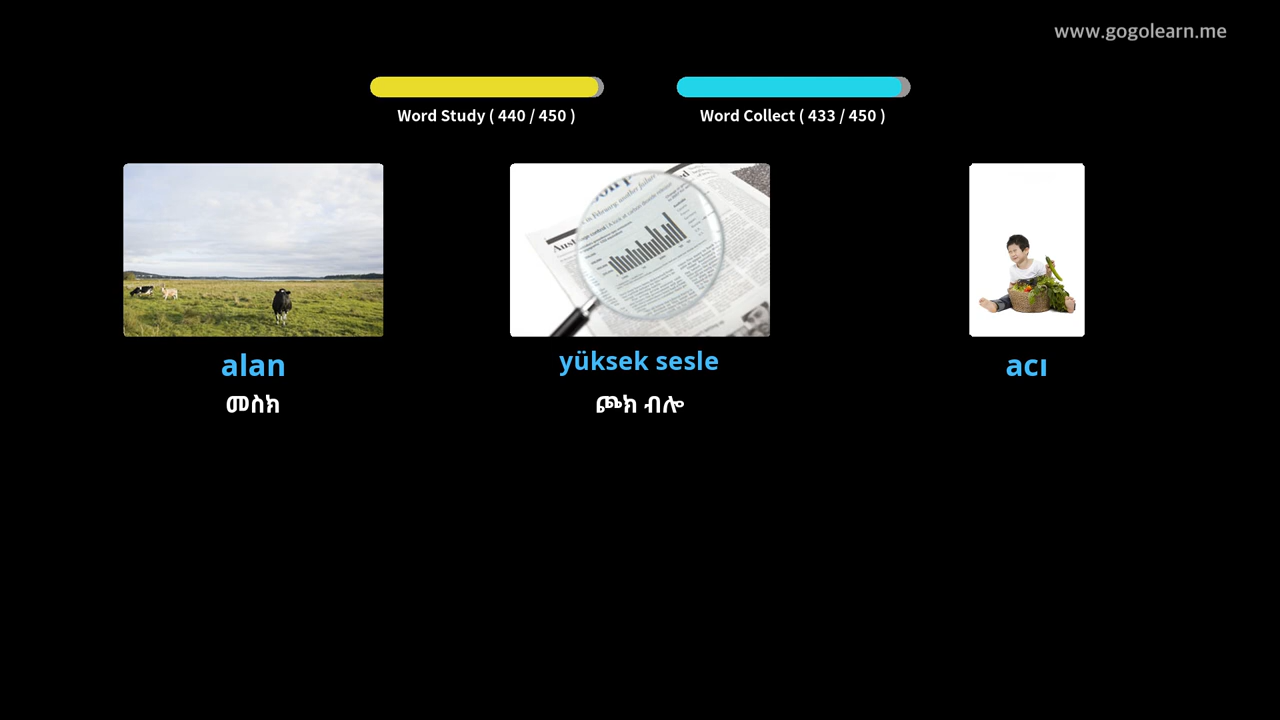 www.gogolearn.me
Word Study ( 440 / 450 )
Word Collect ( 433 / 450 )
alan
yüksek sesle
acı
መስክ
ጮክ ብሎ